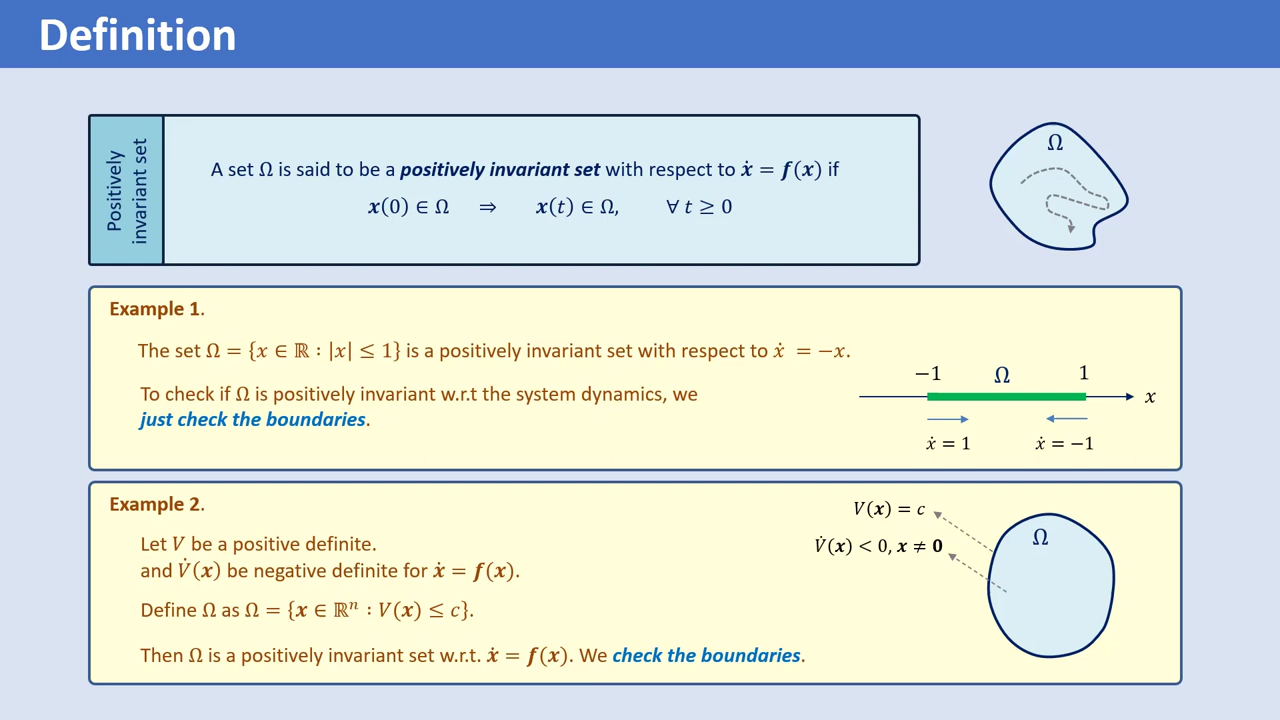 Definition
Positively
invariant set
A set Ω is said to be a positively invariant set with respect to ẋ = f(x) if
x(0) ∈ Ω ⇒ x(t) ∈ Ω, ∀ t ≥ 0
Ω
Example 1.
The set Ω = {x ∈ ℝ : |x| ≤ 1} is a positively invariant set with respect to ẋ = −x.
To check if Ω is positively invariant w.r.t the system dynamics, we
just check the boundaries.
−1 Ω 1
x
ẋ = 1 ẋ = −1
Example 2.
Let V be a positive definite.
and V̇(x) be negative definite for ẋ = f(x).
Define Ω as Ω = {x ∈ ℝⁿ : V(x) ≤ c}.
Then Ω is a positively invariant set w.r.t. ẋ = f(x). We check the boundaries.
V(x) = c
V̇(x) < 0, x ≠ 0
Ω